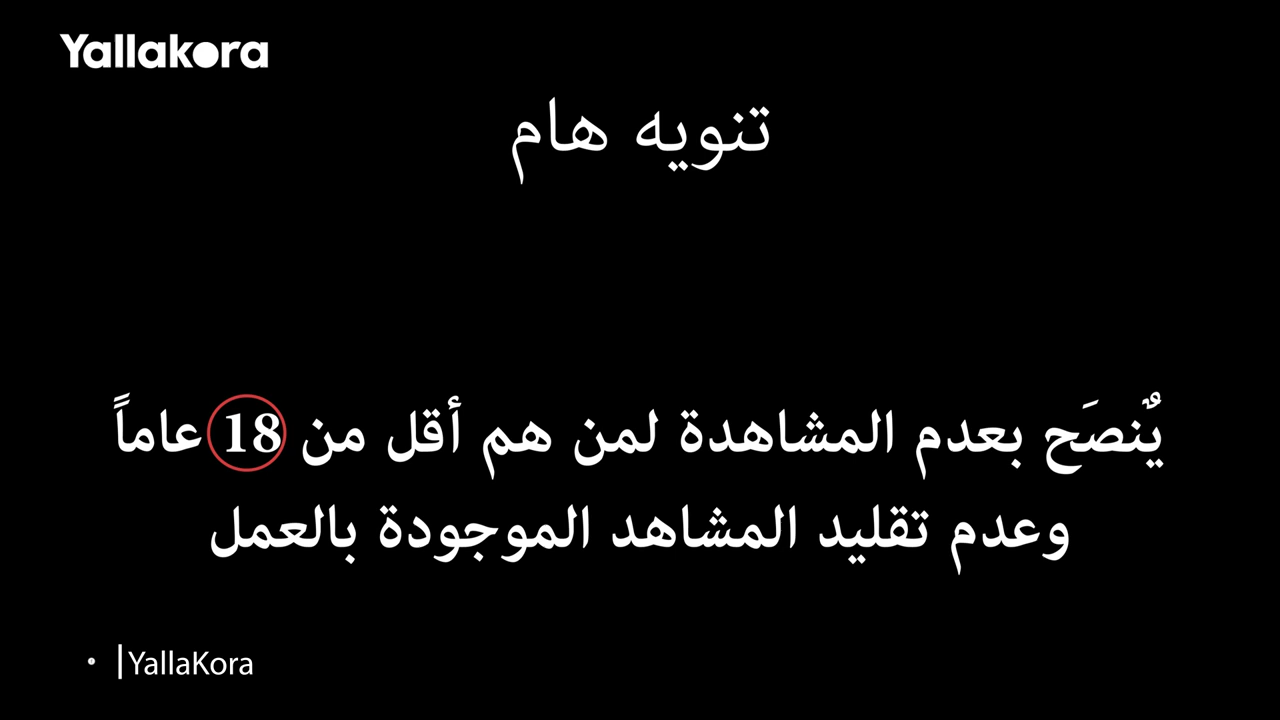 Yallakora
تنويه هام
يٌنصَح بعدم المشاهدة لمن هم أقل من 18 عاماً
وعدم تقليد المشاهد الموجودة بالعمل
YallaKora